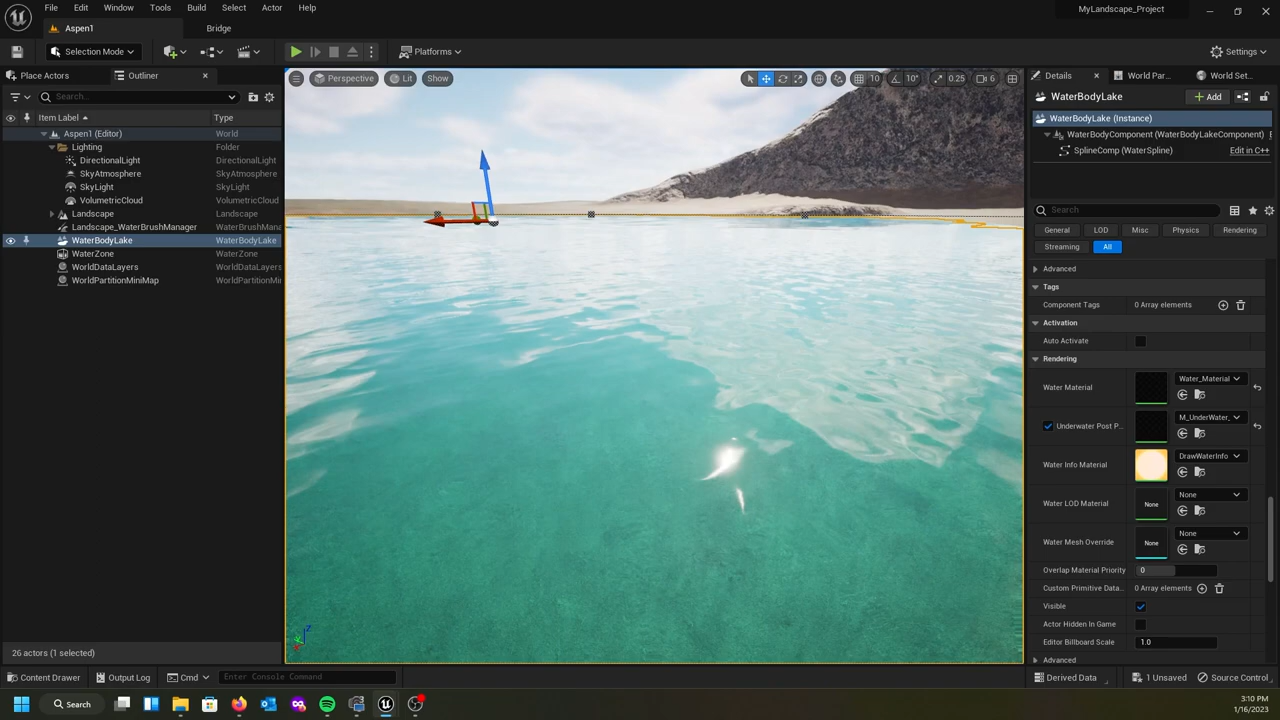 File Edit Window Tools Build Select Actor Help
MyLandscape_Project
Aspen1
Bridge
Selection Mode
Platforms
Settings
Place Actors
Outliner
Search...
Item Label
Type
Aspen1 (Editor) World
Lighting Folder
DirectionalLight DirectionalLight
SkyAtmosphere SkyAtmosphere
SkyLight SkyLight
VolumetricCloud VolumetricCloud
Landscape Landscape
Landscape_WaterBrushManager WaterBrushMana
WaterBodyLake WaterBodyLake
WaterZone WaterZone
WorldDataLayers WorldDataLayers
WorldPartitionMiniMap WorldPartitionMi
26 actors (1 selected)
Perspective
Lit
Show
10
10°
0.25
6
Z
Details
World Par...
World Set...
WaterBodyLake
Add
WaterBodyLake (Instance)
WaterBodyComponent (WaterBodyLakeComponent)
SplineComp (WaterSpline) Edit in C++
Search
General LOD Misc Physics Rendering
Streaming All
Advanced
Tags
Component Tags 0 Array elements
Activation
Auto Activate
Rendering
Water Material Water_Material
Underwater Post P... M_UnderWater_
Water Info Material DrawWaterInfo
Water LOD Material None None
Water Mesh Override None None
Overlap Material Priority 0
Custom Primitive Data... 0 Array elements
Visible
Actor Hidden In Game
Editor Billboard Scale 1.0
Advanced
Content Drawer Output Log Cmd Enter Console Command
Derived Data 1 Unsaved Source Control
Search
3:10 PM
1/16/2023